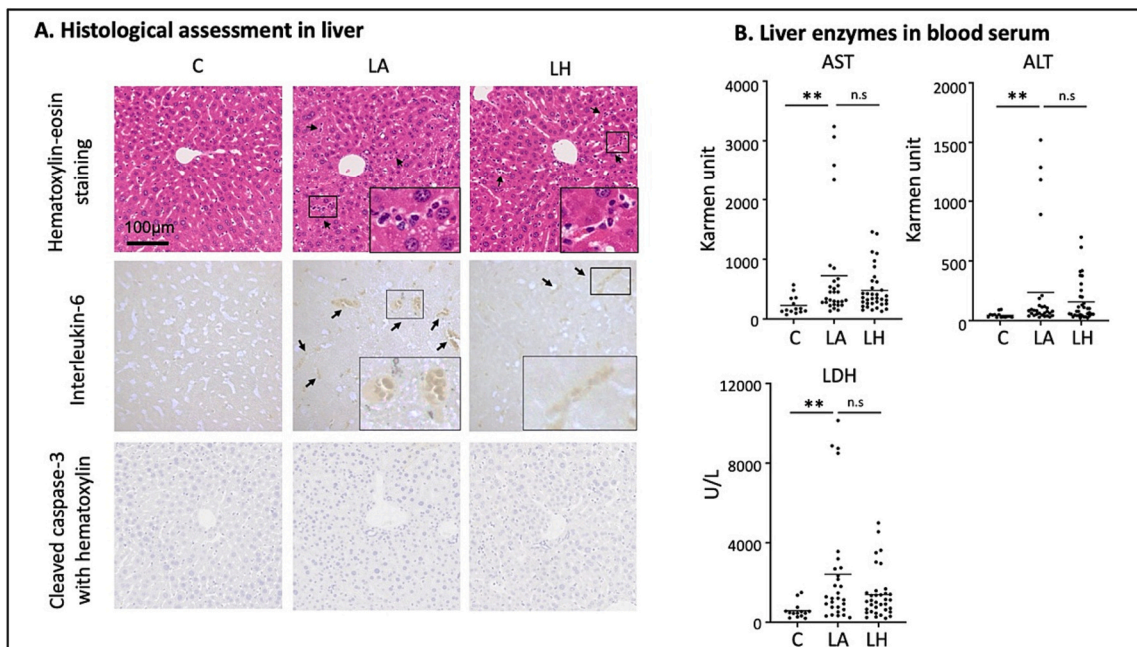 A. Histological assessment in liver
C LA LH
Hematoxylin-eosin
staining
100μm
Interleukin-6
Cleaved caspase-3
with hematoxylin
B. Liver enzymes in blood serum
AST
4000
3000
2000
1000
0
Karmen unit
** n.s
C LA LH
ALT
2000
1500
1000
500
0
Karmen unit
** n.s
C LA LH
LDH
12000
8000
4000
0
U/L
** n.s
C LA LH